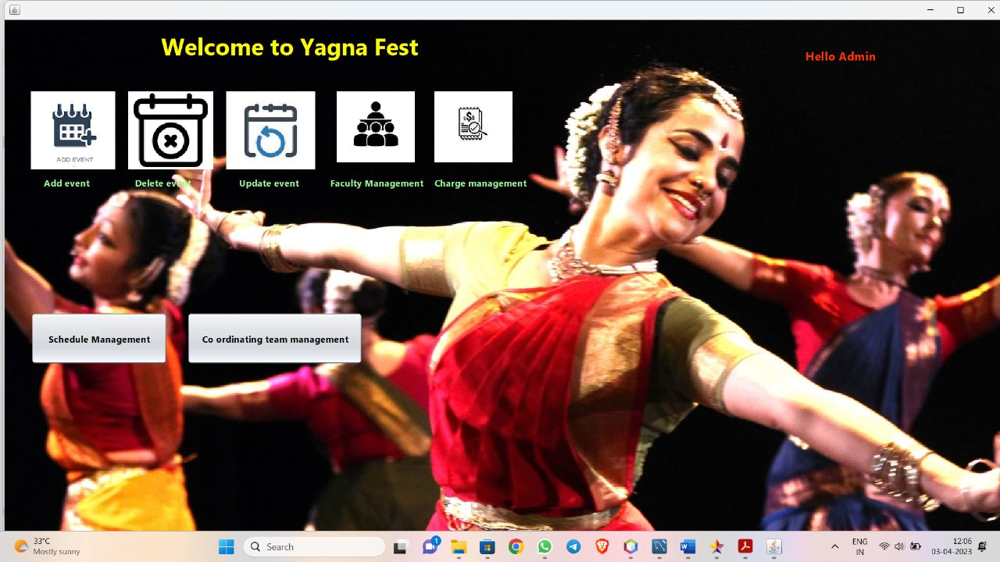 Welcome to Yagna Fest
Hello Admin
ADD EVENT
Add event
Delete event
Update event
Faculty Management
Charge management
Schedule Management
Co ordinating team management
33°C
Mostly sunny
Search
1
W
ENG
IN
12:06
03-04-2023